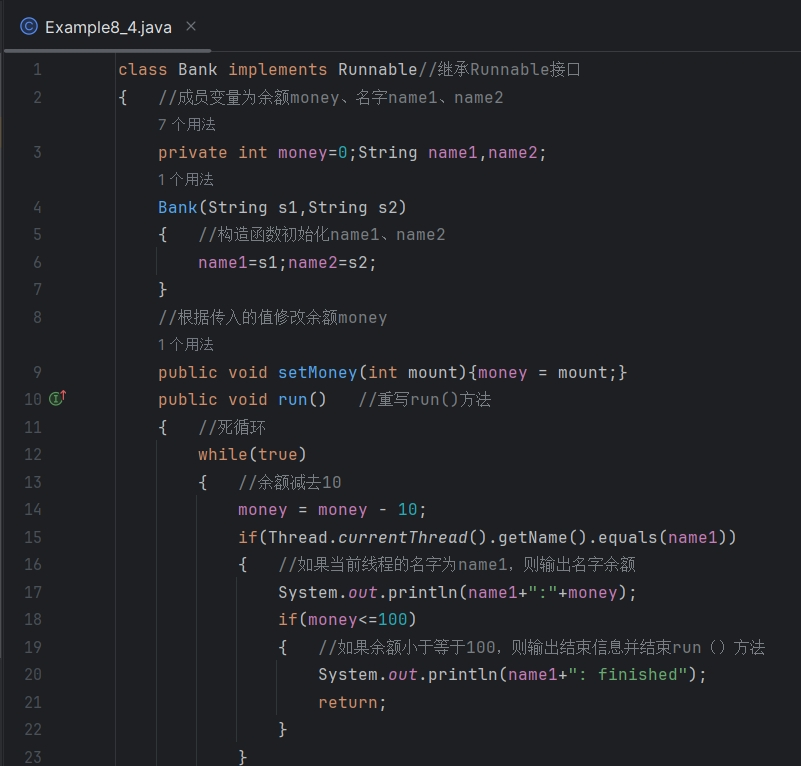 Example8_4.java
1 class Bank implements Runnable//继承Runnable接口
2 { //成员变量为余额money、名字name1、name2
7 个用法
3 private int money=0;String name1,name2;
1 个用法
4 Bank(String s1,String s2)
5 { //构造函数初始化name1、name2
6 name1=s1;name2=s2;
7 }
8 //根据传入的值修改余额money
1 个用法
9 public void setMoney(int mount){money = mount;}
10 public void run() //重写run()方法
11 { //死循环
12 while(true)
13 { //余额减去10
14 money = money - 10;
15 if(Thread.currentThread().getName().equals(name1))
16 { //如果当前线程的名字为name1，则输出名字余额
17 System.out.println(name1+":"+money);
18 if(money<=100)
19 { //如果余额小于等于100，则输出结束信息并结束run（）方法
20 System.out.println(name1+": finished");
21 return;
22 }
23 }